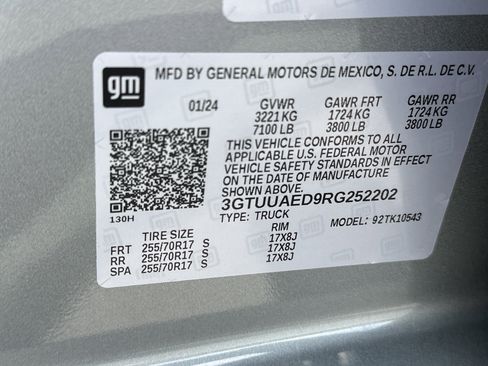 gm
MFD BY GENERAL MOTORS DE MEXICO, S. DE R.L. DE C.V.
01/24 GVWR GAWR FRT GAWR RR
3221 KG 1724 KG 1724 KG
7100 LB 3800 LB 3800 LB
THIS VEHICLE CONFORMS TO ALL
APPLICABLE U.S. FEDERAL MOTOR
VEHICLE SAFETY STANDARDS IN EFFECT
ON THE DATE OF MANUFACTURE
SHOWN ABOVE.
3GTUUAED9RG252202
130H TYPE: TRUCK MODEL: 92TK10543
TIRE SIZE RIM
FRT 255/70R17 S 17X8J
RR 255/70R17 S 17X8J
SPA 255/70R17 S 17X8J